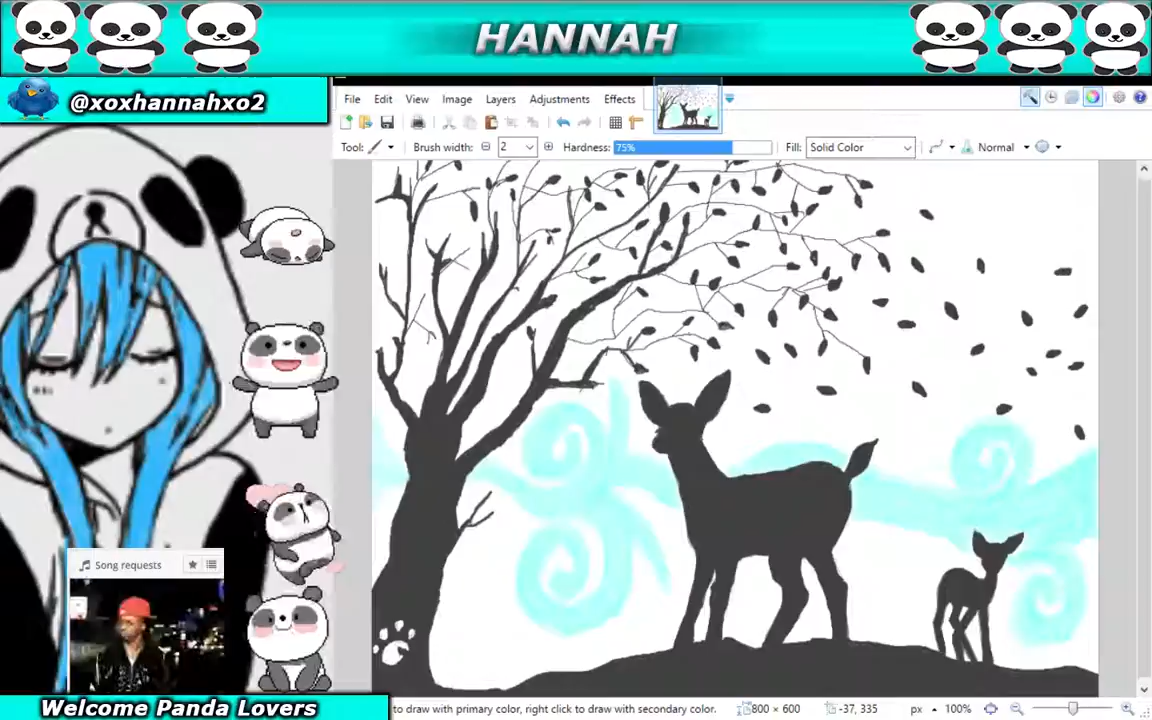 HANNAH
@xoxhannahxo2
File Edit View Image Layers Adjustments Effects
Tool: Brush width: 2 Hardness: 75% Fill: Solid Color Normal
Song requests
Welcome Panda Lovers
to draw with primary color, right click to draw with secondary color. 800 × 600 -37, 335 px 100%